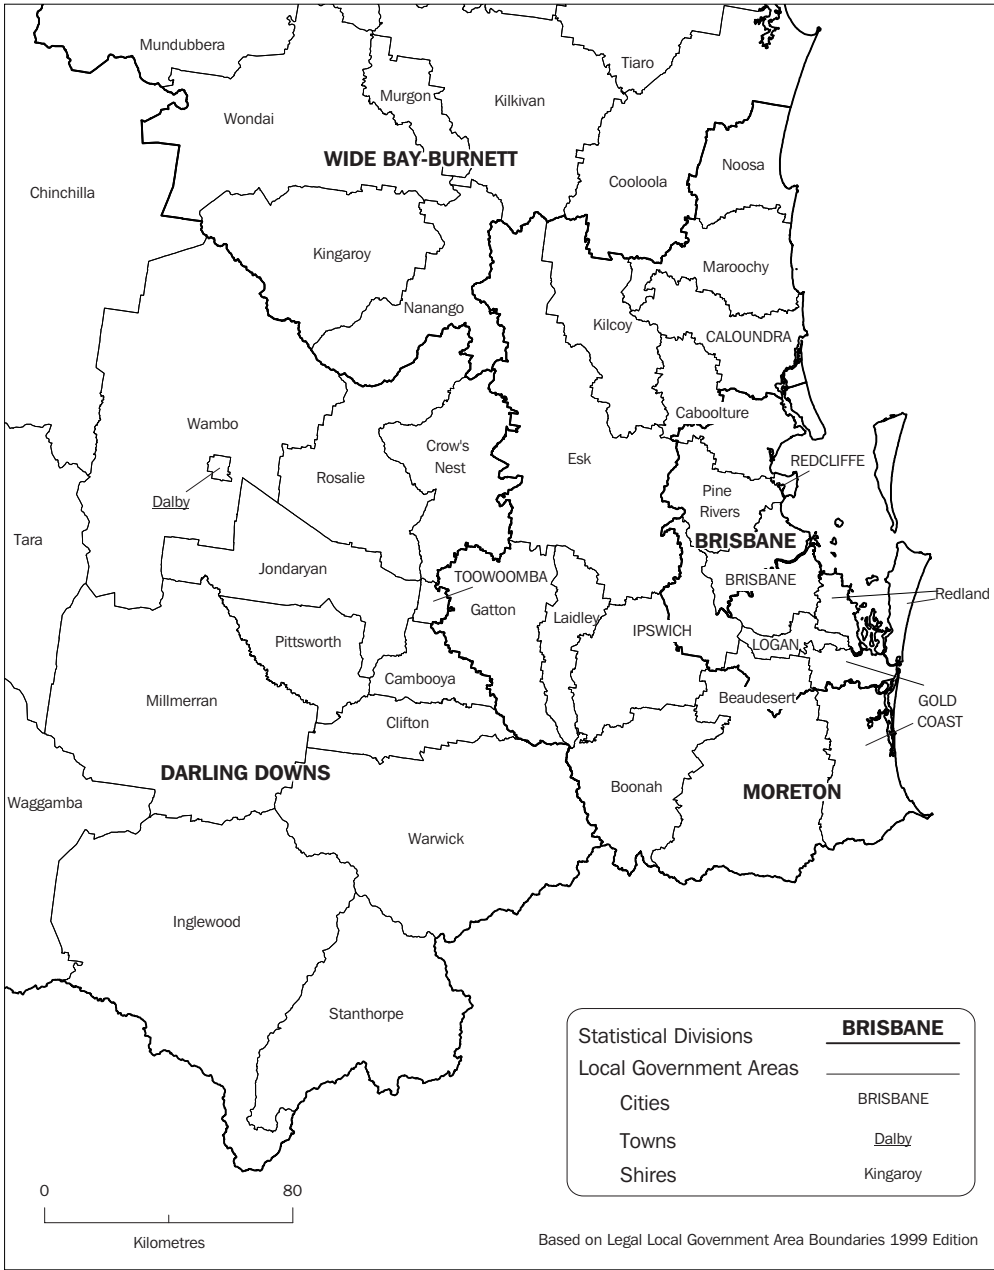 Mundubbera
Tiaro
Murgon
Kilkivan
Wondai
WIDE BAY-BURNETT
Noosa
Cooloola
Chinchilla
Kingaroy
Maroochy
Nanango
Kilcoy
CALOUNDRA
Caboolture
Wambo
Crow's
Nest
Esk
REDCLIFFE
Rosalie
Dalby
Pine
Rivers
Tara
BRISBANE
Jondaryan
TOOWOOMBA
BRISBANE
Redland
Gatton
Laidley
IPSWICH
Pittsworth
LOGAN
Cambooya
Millmerran
Beaudesert
GOLD
COAST
Clifton
DARLING DOWNS
Boonah
MORETON
Waggamba
Warwick
Inglewood
Stanthorpe
Statistical Divisions BRISBANE
Local Government Areas
Cities BRISBANE
Towns Dalby
Shires Kingaroy
0 80
Kilometres
Based on Legal Local Government Area Boundaries 1999 Edition